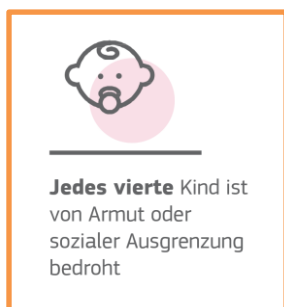 Jedes vierte Kind ist
von Armut oder
sozialer Ausgrenzung
bedroht